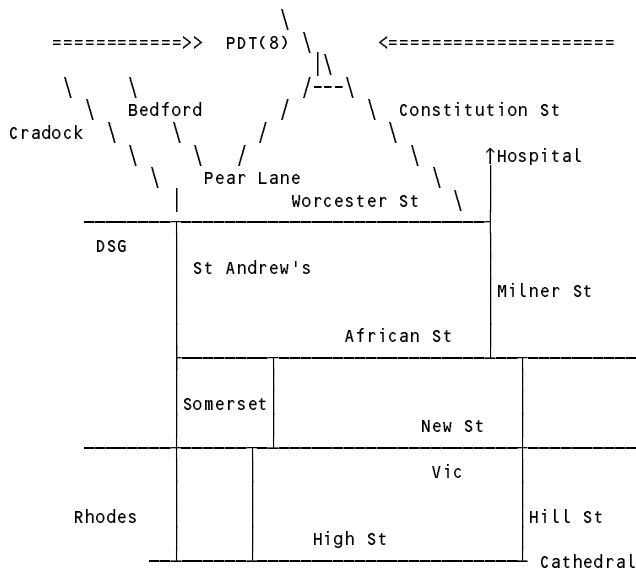 PDT(8)
Bedford
Constitution St
Cradock
Hospital
Pear Lane
Worcester St
DSG
St Andrew's
Milner St
African St
Somerset
New St
Vic
Rhodes
Hill St
High St
Cathedral